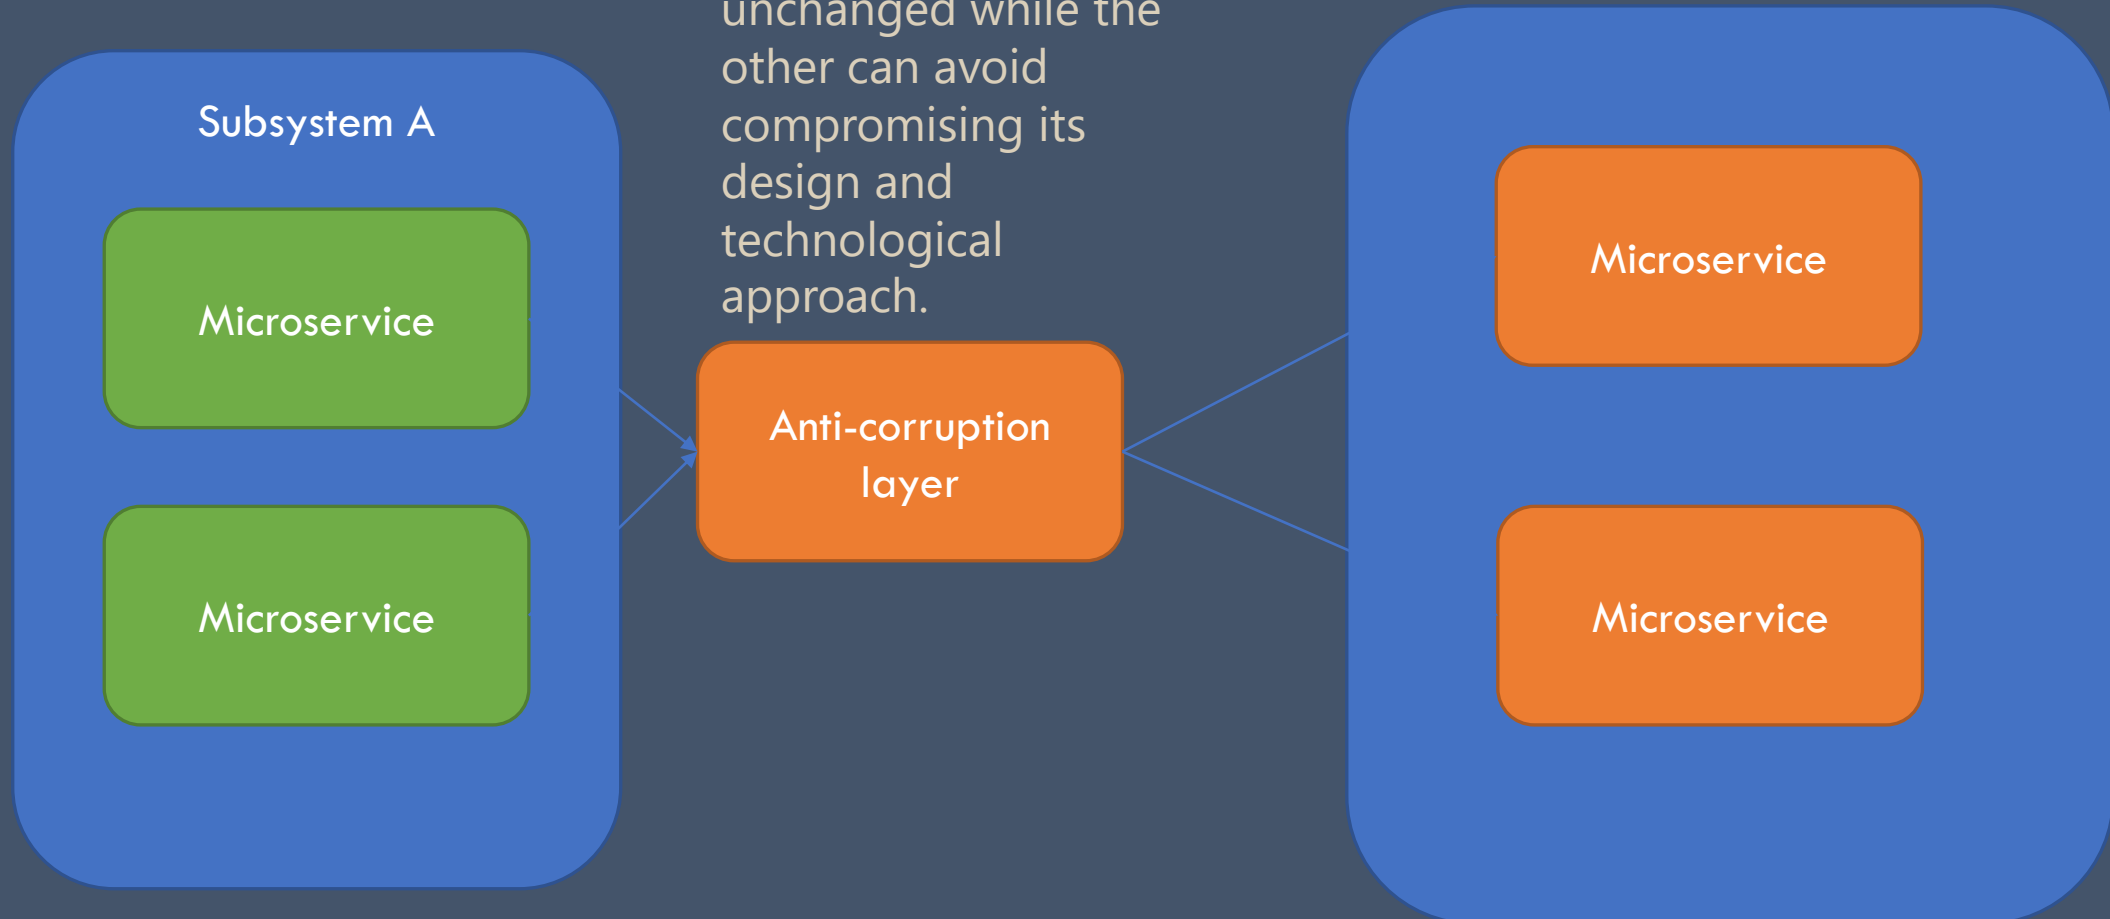 Subsystem A
Microservice
Microservice
unchanged while the
other can avoid
compromising its
design and
technological
approach.
Anti-corruption
layer
Microservice
Microservice